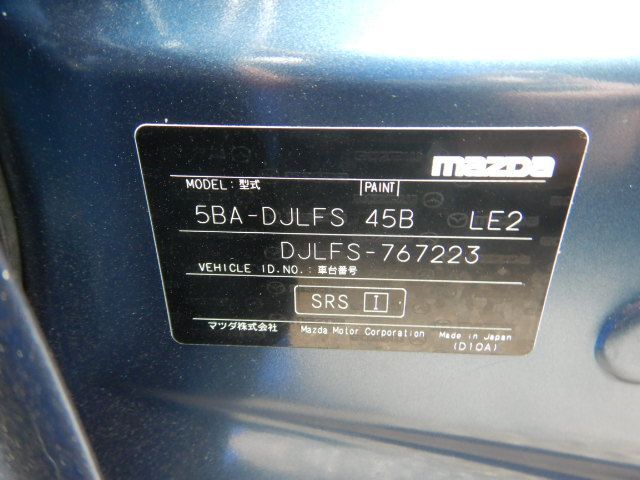 mazda
MODEL: 型式 PAINT
5BA-DJLFS 45B LE2
DJLFS-767223
VEHICLE ID.NO.: 車台番号
SRS I
マツダ株式会社 Mazda Motor Corporation Made in Japan
(D10A)